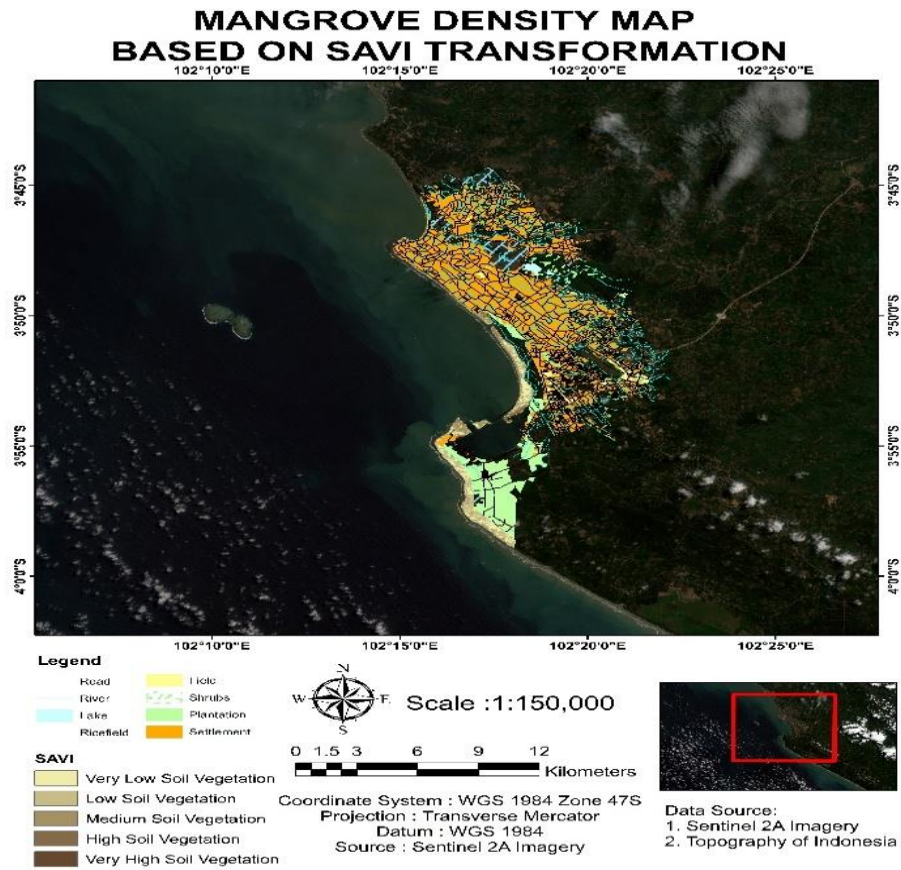 MANGROVE DENSITY MAP
BASED ON SAVI TRANSFORMATION
102°10'0"E 102°15'0"E 102°20'0"E 102°25'0"E
3°45'0"S 3°45'0"S
3°50'0"S 3°50'0"S
3°55'0"S 3°55'0"S
4°0'0"S 4°0'0"S
102°10'0"E 102°15'0"E 102°20'0"E 102°25'0"E
Legend
Road
River
Lake
Ricefield
Field
Shrubs
Plantation
Settlement
SAVI
Very Low Soil Vegetation
Low Soil Vegetation
Medium Soil Vegetation
High Soil Vegetation
Very High Soil Vegetation
N
W E
S
Scale :1:150,000
0 1.5 3 6 9 12
Kilometers
Coordinate System : WGS 1984 Zone 47S
Projection : Transverse Mercator
Datum : WGS 1984
Source : Sentinel 2A Imagery
Data Source:
1. Sentinel 2A Imagery
2. Topography of Indonesia